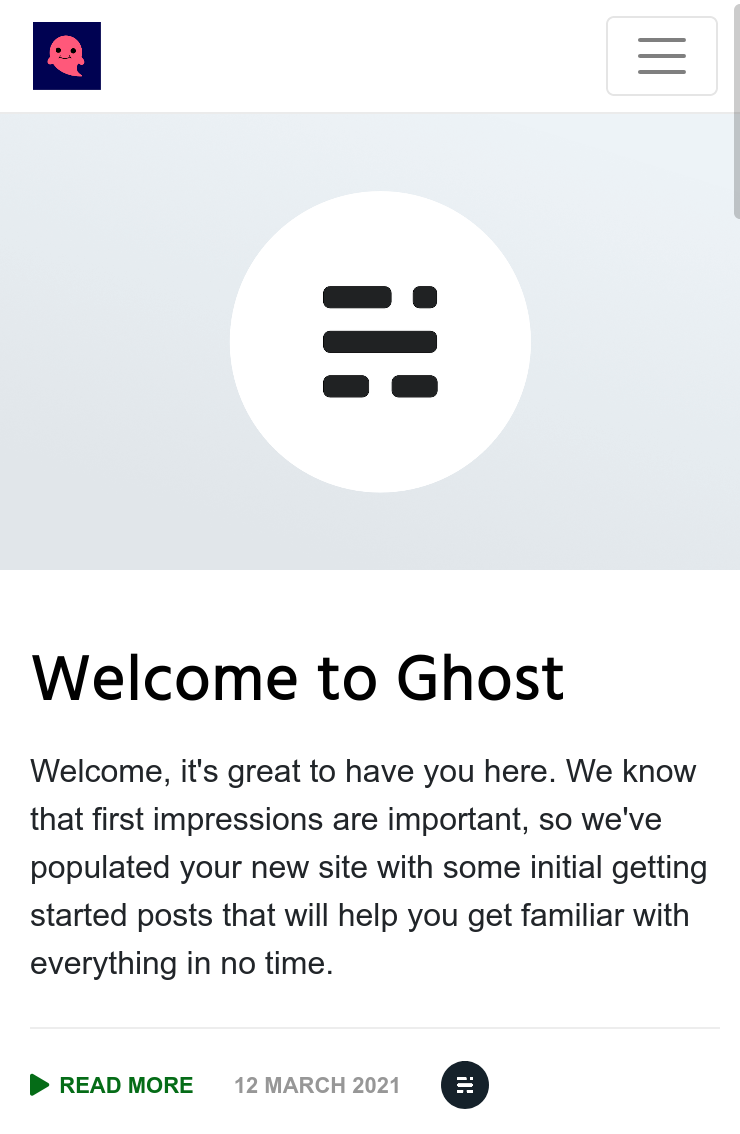 Welcome to Ghost
Welcome, it's great to have you here. We know
that first impressions are important, so we've
populated your new site with some initial getting
started posts that will help you get familiar with
everything in no time.
READ MORE 12 MARCH 2021